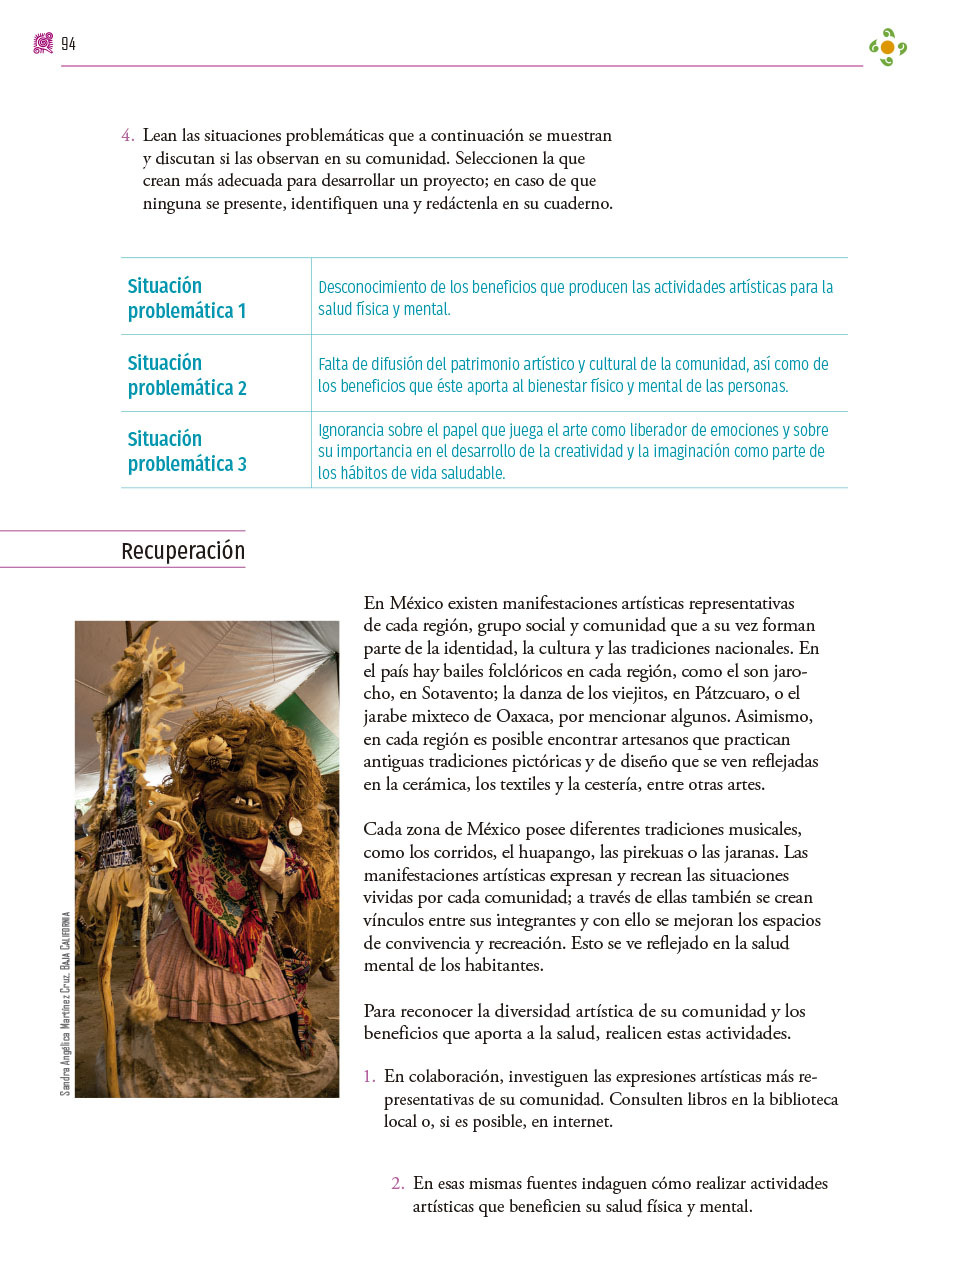 94
4. Lean las situaciones problemáticas que a continuación se muestran
y discutan si las observan en su comunidad. Seleccionen la que
crean más adecuada para desarrollar un proyecto; en caso de que
ninguna se presente, identifiquen una y redáctenla en su cuaderno.
Situación
problemática 1
Desconocimiento de los beneficios que producen las actividades artísticas para la
salud física y mental.
Situación
problemática 2
Falta de difusión del patrimonio artístico y cultural de la comunidad, así como de
los beneficios que éste aporta al bienestar físico y mental de las personas.
Situación
problemática 3
Ignorancia sobre el papel que juega el arte como liberador de emociones y sobre
su importancia en el desarrollo de la creatividad y la imaginación como parte de
los hábitos de vida saludable.
Recuperación
En México existen manifestaciones artísticas representativas
de cada región, grupo social y comunidad que a su vez forman
parte de la identidad, la cultura y las tradiciones nacionales. En
el país hay bailes folclóricos en cada región, como el son jaro-
cho, en Sotavento; la danza de los viejitos, en Pátzcuaro, o el
jarabe mixteco de Oaxaca, por mencionar algunos. Asimismo,
en cada región es posible encontrar artesanos que practican
antiguas tradiciones pictóricas y de diseño que se ven reflejadas
en la cerámica, los textiles y la cestería, entre otras artes.
Cada zona de México posee diferentes tradiciones musicales,
como los corridos, el huapango, las pirekuas o las jaranas. Las
manifestaciones artísticas expresan y recrean las situaciones
vividas por cada comunidad; a través de ellas también se crean
vínculos entre sus integrantes y con ello se mejoran los espacios
de convivencia y recreación. Esto se ve reflejado en la salud
mental de los habitantes.
Para reconocer la diversidad artística de su comunidad y los
beneficios que aporta a la salud, realicen estas actividades.
1. En colaboración, investiguen las expresiones artísticas más re-
presentativas de su comunidad. Consulten libros en la biblioteca
local o, si es posible, en internet.
2. En esas mismas fuentes indaguen cómo realizar actividades
artísticas que beneficien su salud física y mental.
Sandra Angélica Martínez Cruz, Baja California